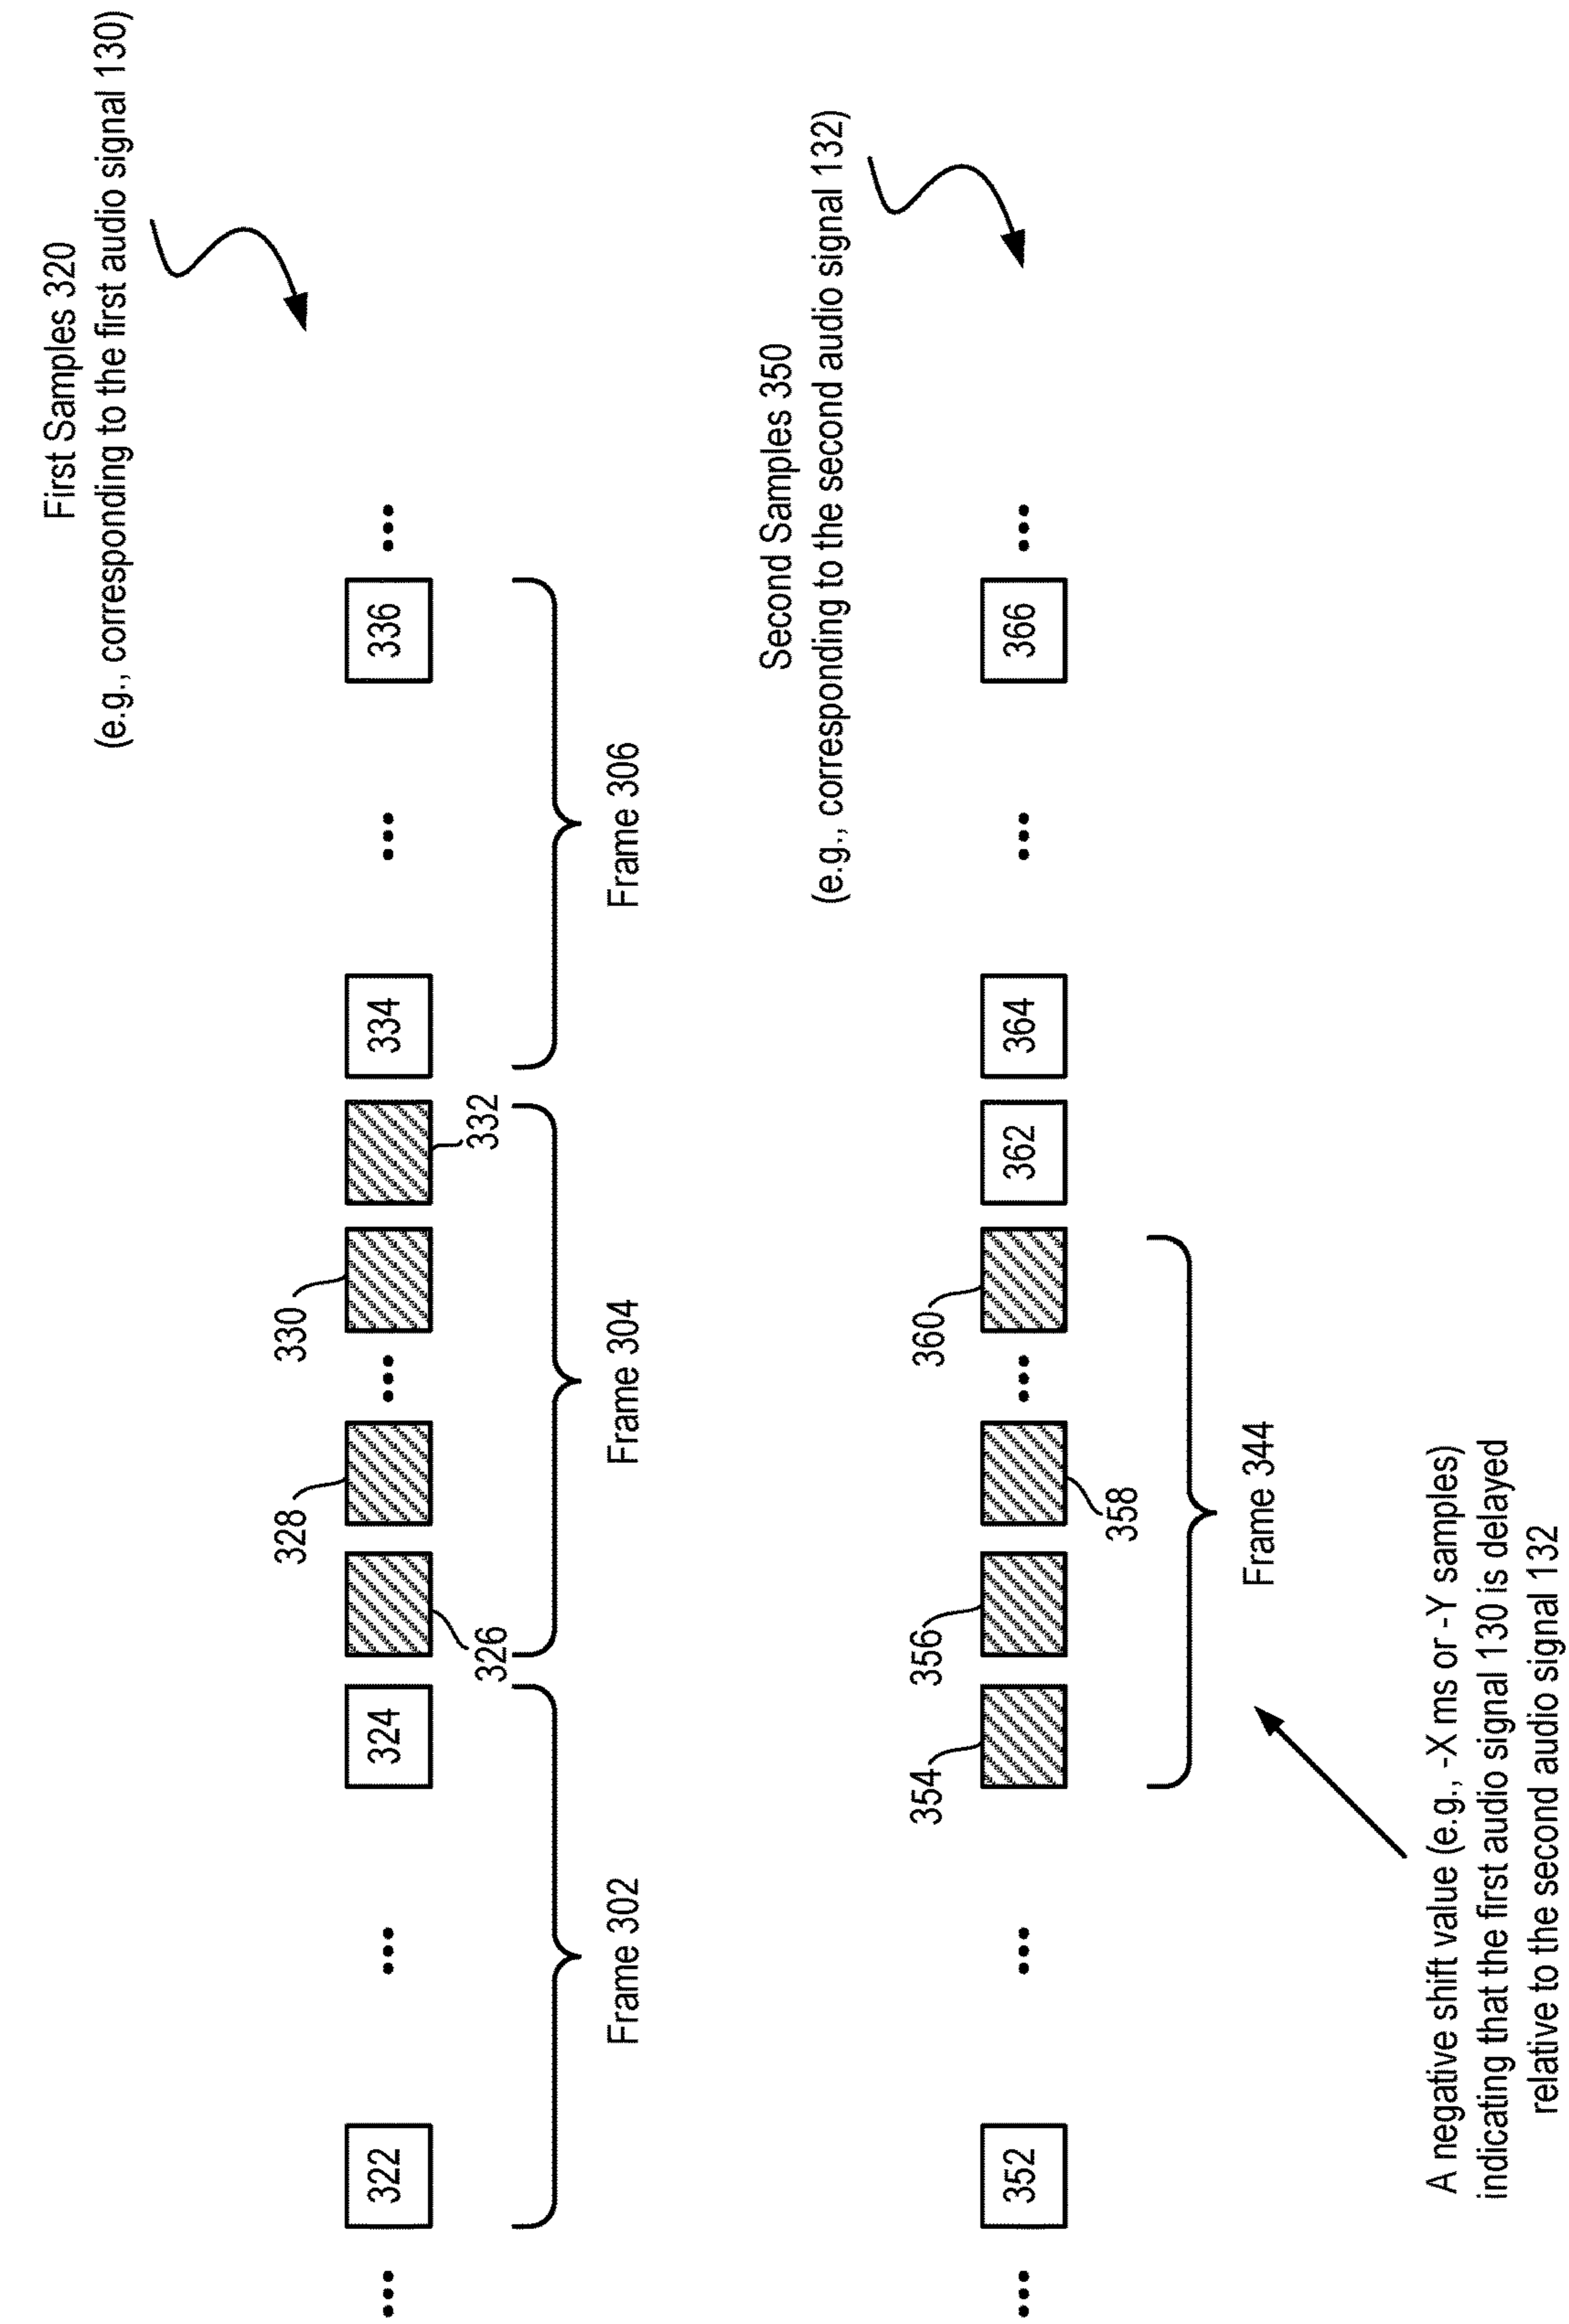 First Samples 320
(e.g., corresponding to the first audio signal 130)
322
324
326
328
330
332
334
336
Frame 302
Frame 304
Frame 306
Second Samples 350
(e.g., corresponding to the second audio signal 132)
352
354
356
358
360
362
364
366
Frame 344
A negative shift value (e.g., -X ms or -Y samples)
indicating that the first audio signal 130 is delayed
relative to the second audio signal 132